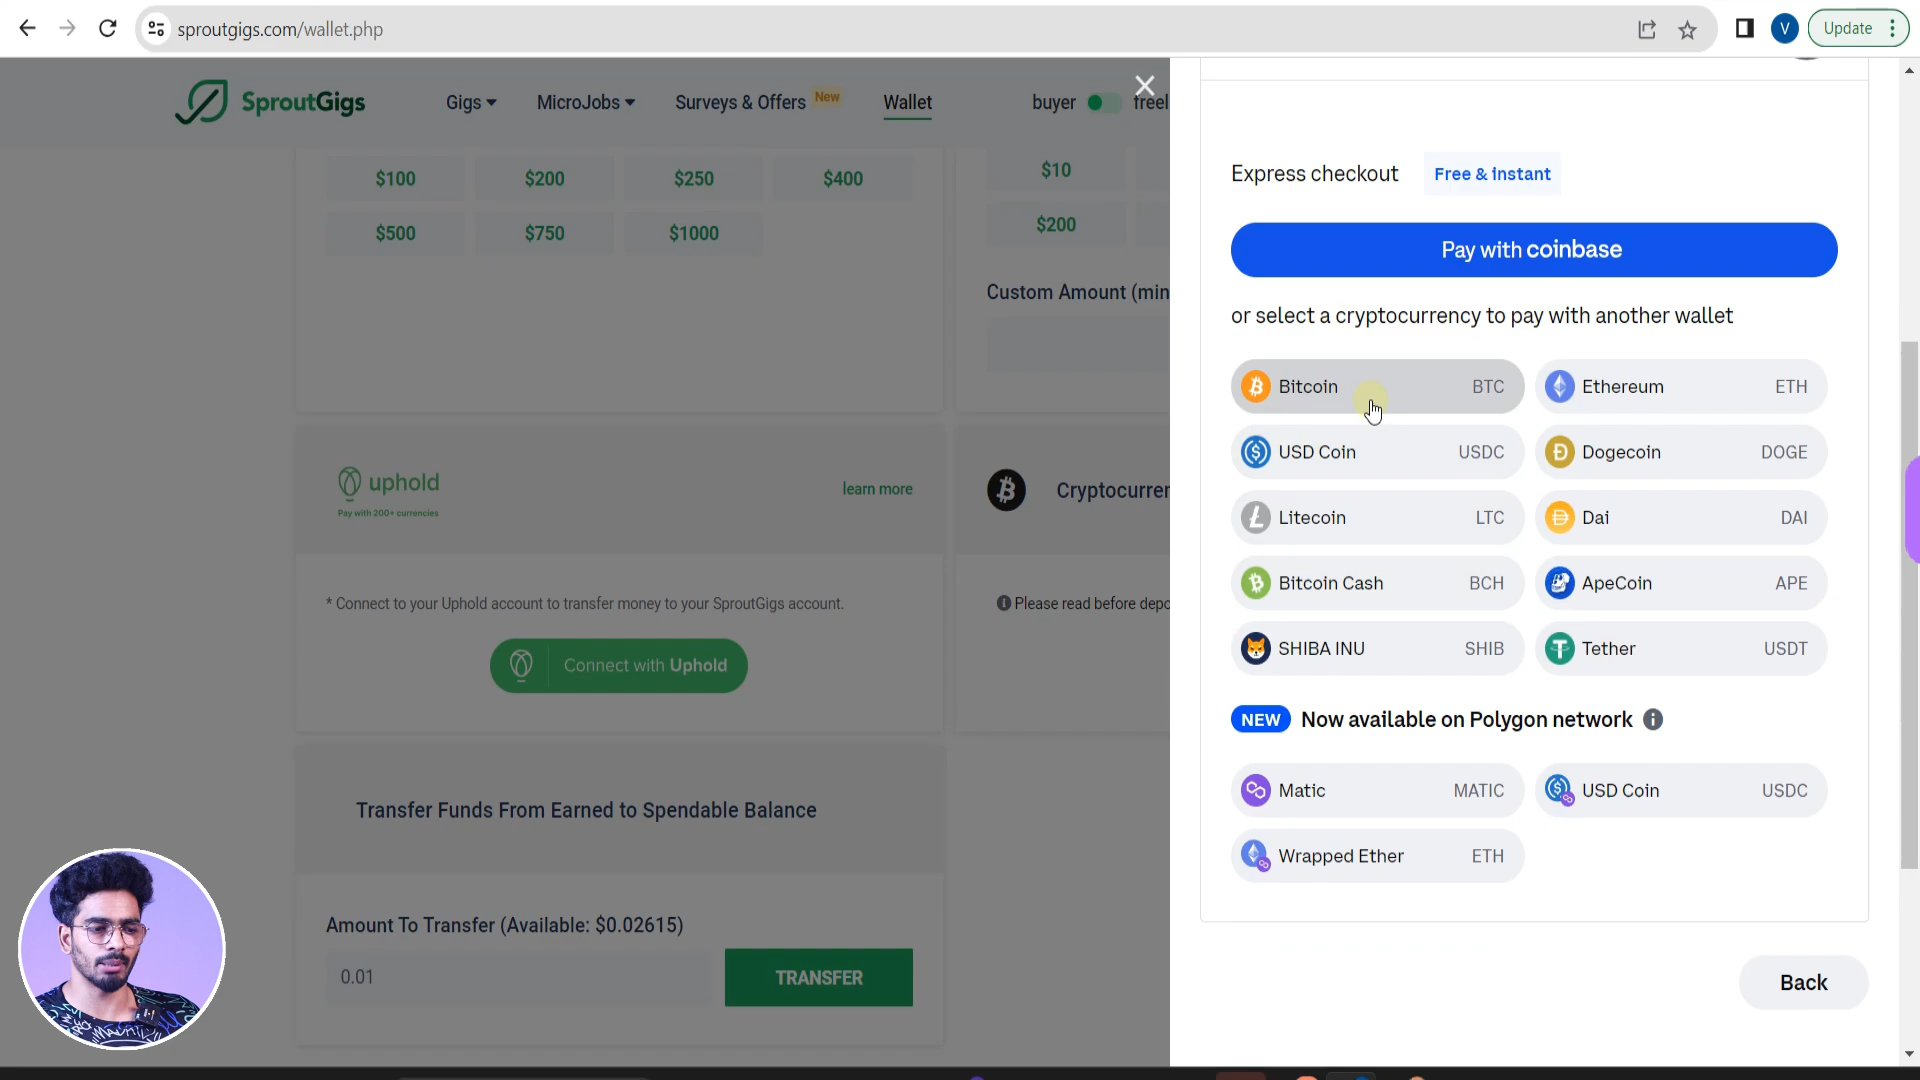 sproutgigs.com/wallet.php
V
Update
SproutGigs
Gigs
MicroJobs
Surveys & Offers New
Wallet
buyer
freel
$100
$200
$250
$400
$500
$750
$1000
$10
$200
Custom Amount (min
uphold
Pay with 200+ currencies
learn more
Cryptocurren
* Connect to your Uphold account to transfer money to your SproutGigs account.
Please read before depo
Connect with Uphold
Transfer Funds From Earned to Spendable Balance
Amount To Transfer (Available: $0.02615)
0.01
TRANSFER
Express checkout
Free & instant
Pay with coinbase
or select a cryptocurrency to pay with another wallet
Bitcoin BTC
Ethereum ETH
USD Coin USDC
Dogecoin DOGE
Litecoin LTC
Dai DAI
Bitcoin Cash BCH
ApeCoin APE
SHIBA INU SHIB
Tether USDT
NEW Now available on Polygon network
Matic MATIC
USD Coin USDC
Wrapped Ether ETH
Back